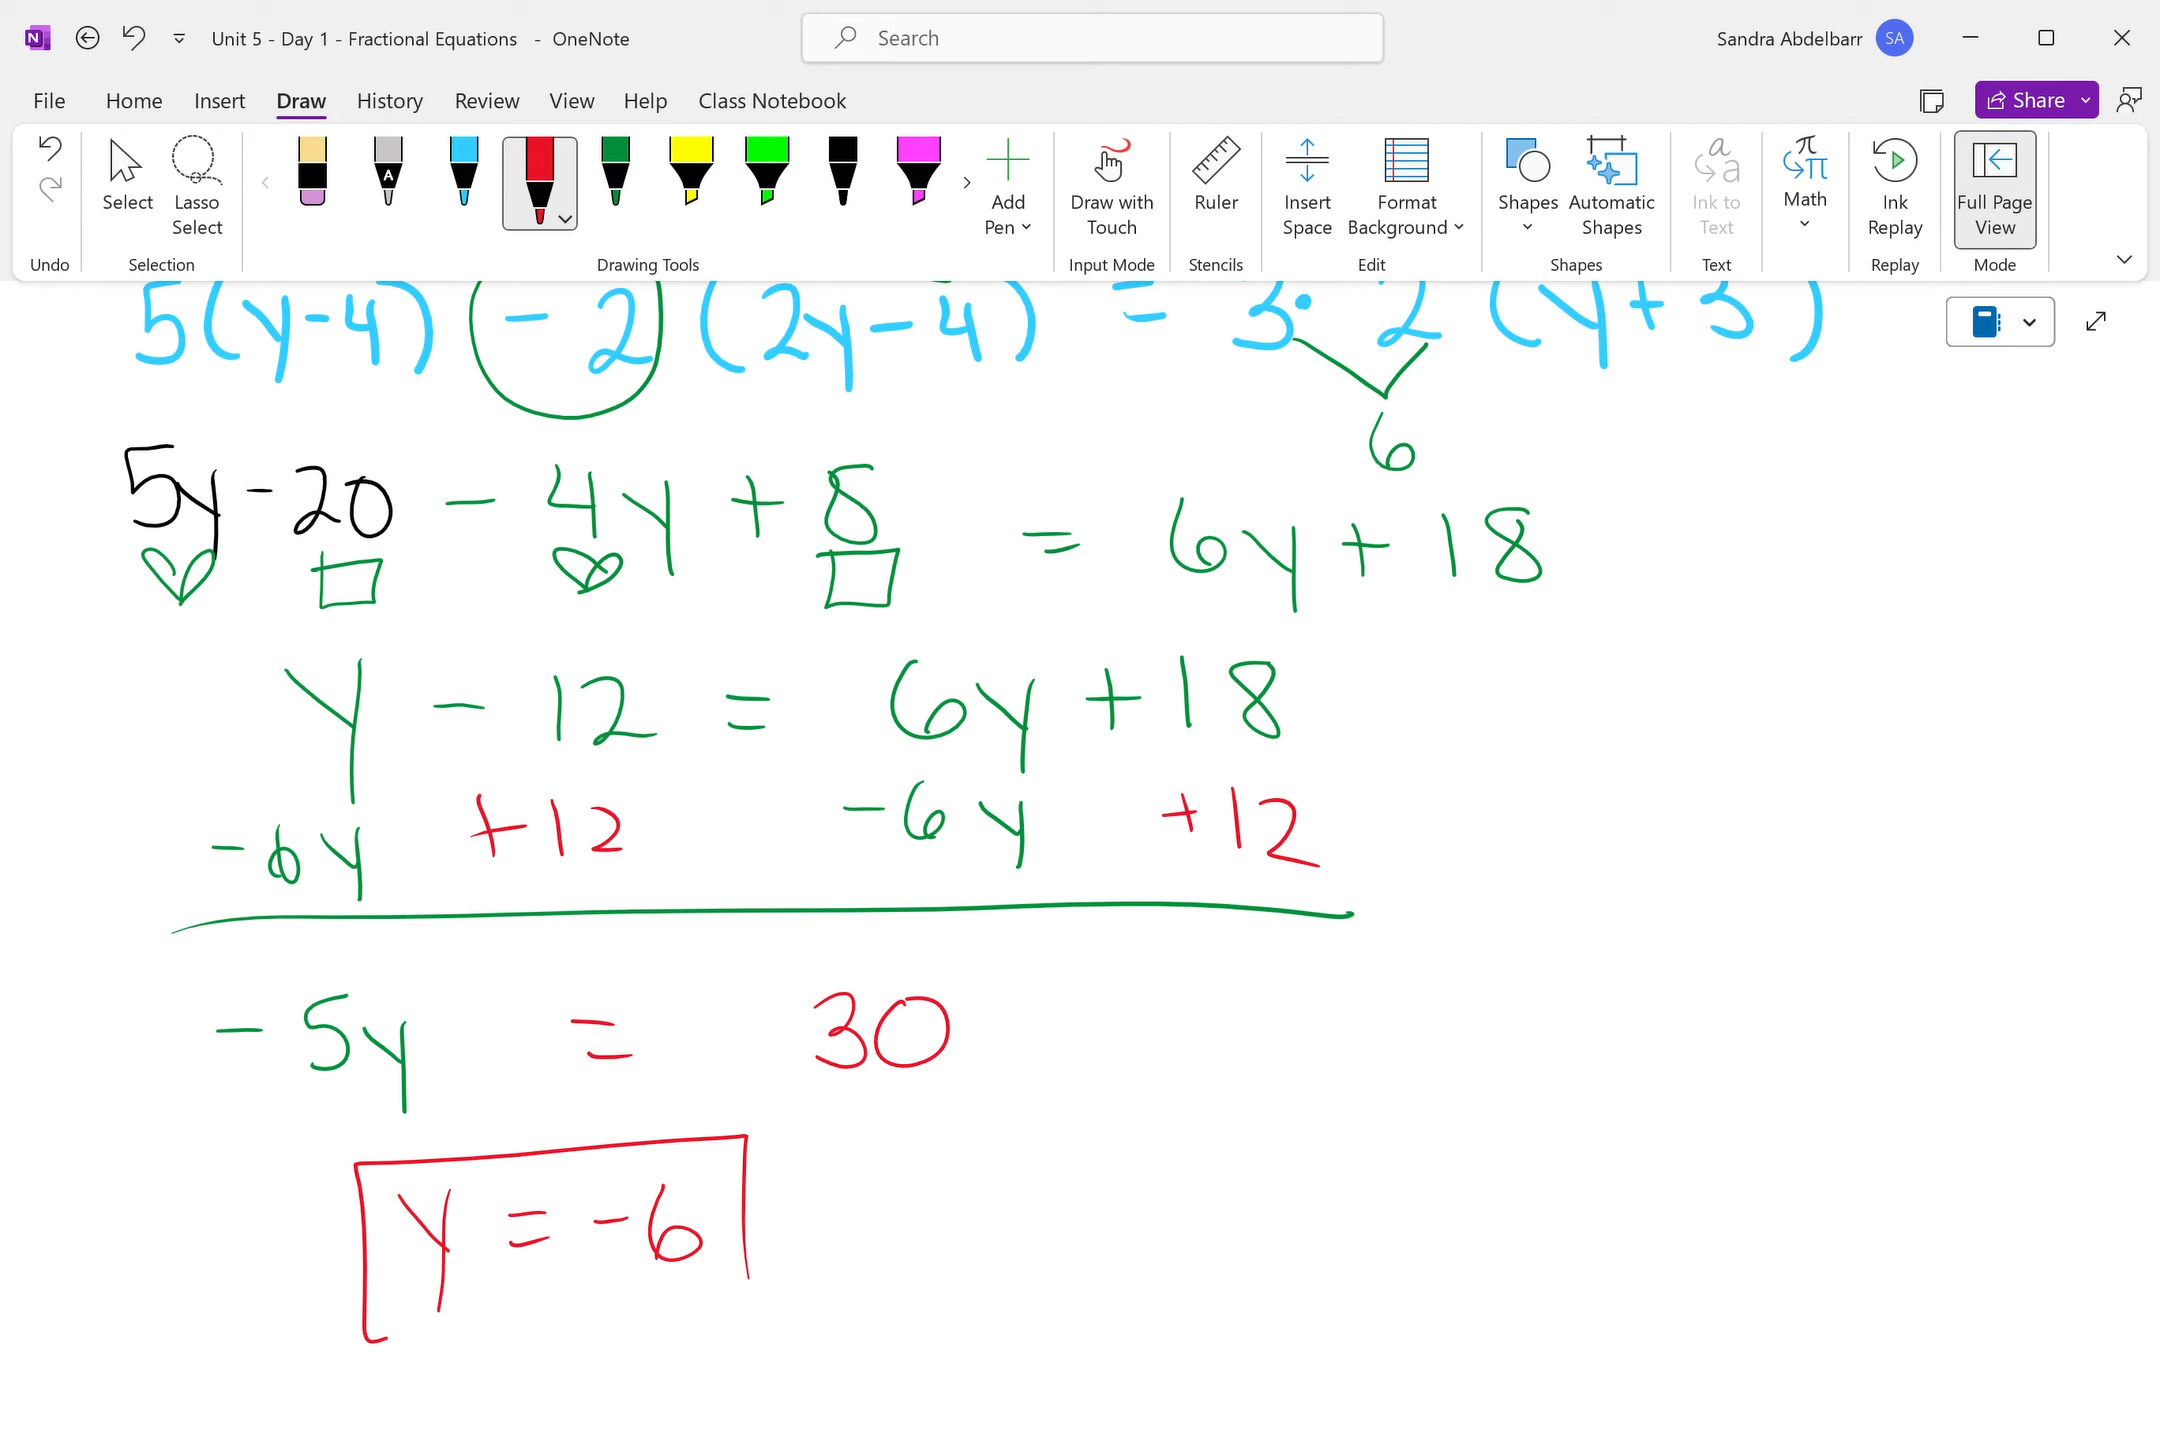 Unit 5 - Day 1 - Fractional Equations - OneNote
Search
Sandra Abdelbarr SA
File Home Insert Draw History Review View Help Class Notebook Share
Select Lasso Select A Add Pen Draw with Touch Ruler Insert Space Format Background Shapes Automatic Shapes a a Ink to Text π π Math Ink Replay Full Page View
Undo Selection Drawing Tools Input Mode Stencils Edit Shapes Text Replay Mode
5(y-4) - 2 (2y-4) = 3· 2 (y+3)
6
5y-20 - 4y + 8 = 6y + 18
y - 12 = 6y + 18
-6y +12 -6y +12
-5y = 30
y = -6